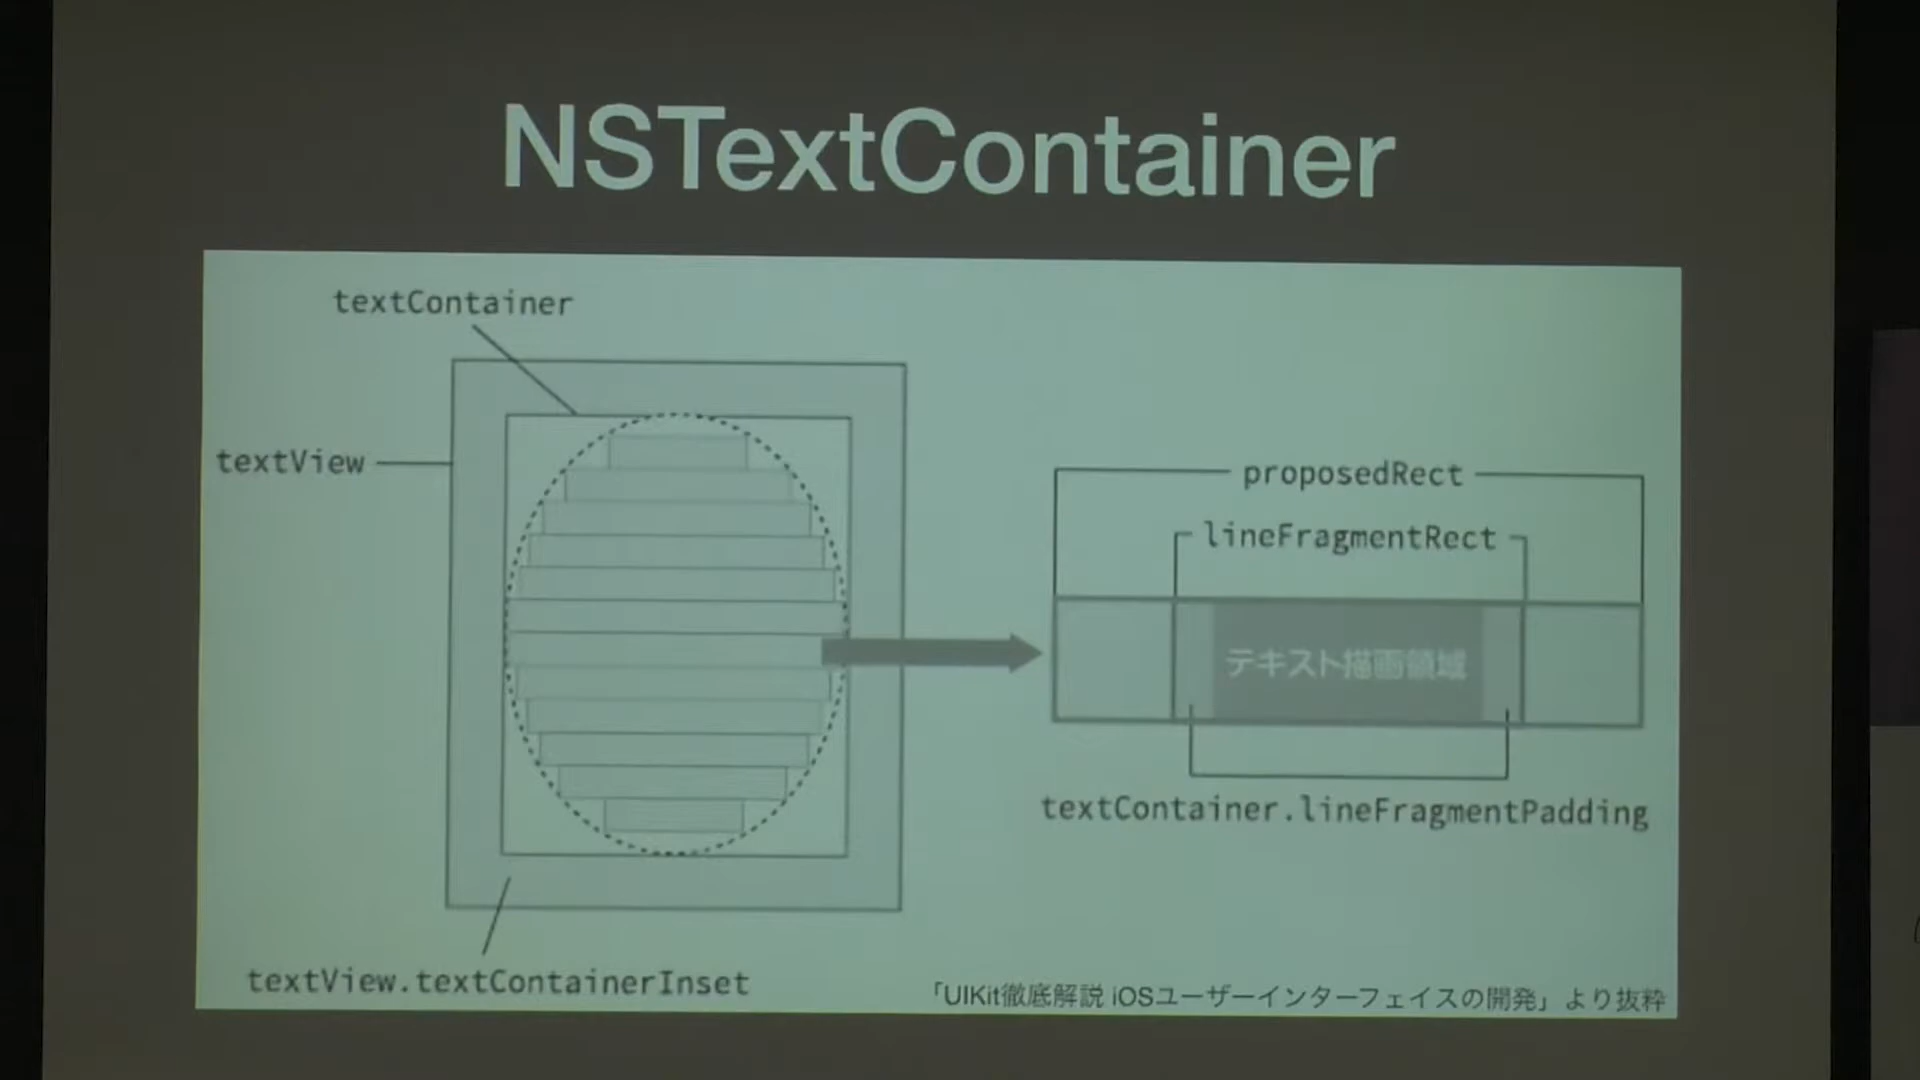 NSTextContainer
textContainer
textView
proposedRect
lineFragmentRect
テキスト描画領域
textContainer.lineFragmentPadding
textView.textContainerInset
「UIKit徹底解説 iOSユーザーインターフェイスの開発」より抜粋